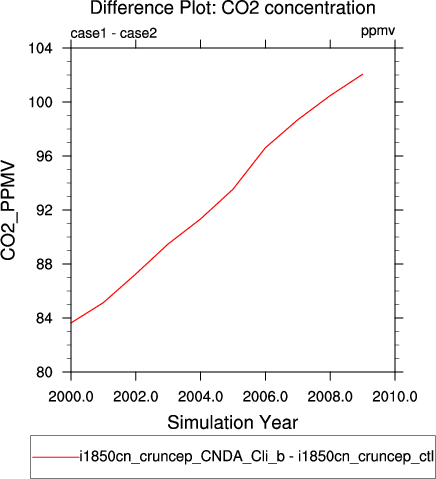 Difference Plot: CO2 concentration
case1 - case2 ppmv
104
100
96
92
88
84
80
CO2_PPMV
2000.0 2002.0 2004.0 2006.0 2008.0 2010.0
Simulation Year
i1850cn_cruncep_CNDA_Cli_b - i1850cn_cruncep_ctl